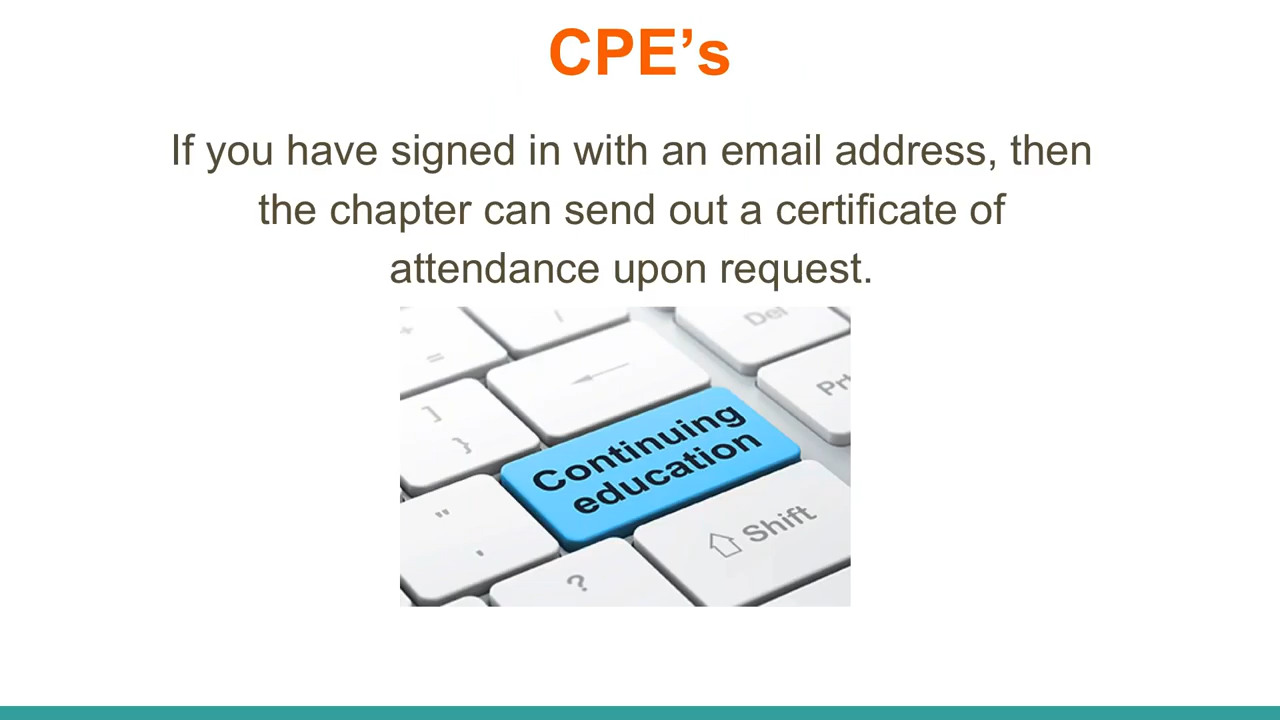 CPE’s
If you have signed in with an email address, then
the chapter can send out a certificate of
attendance upon request.
Del
+
=
/
]
}
Continuing
education
"
'
Shift
?